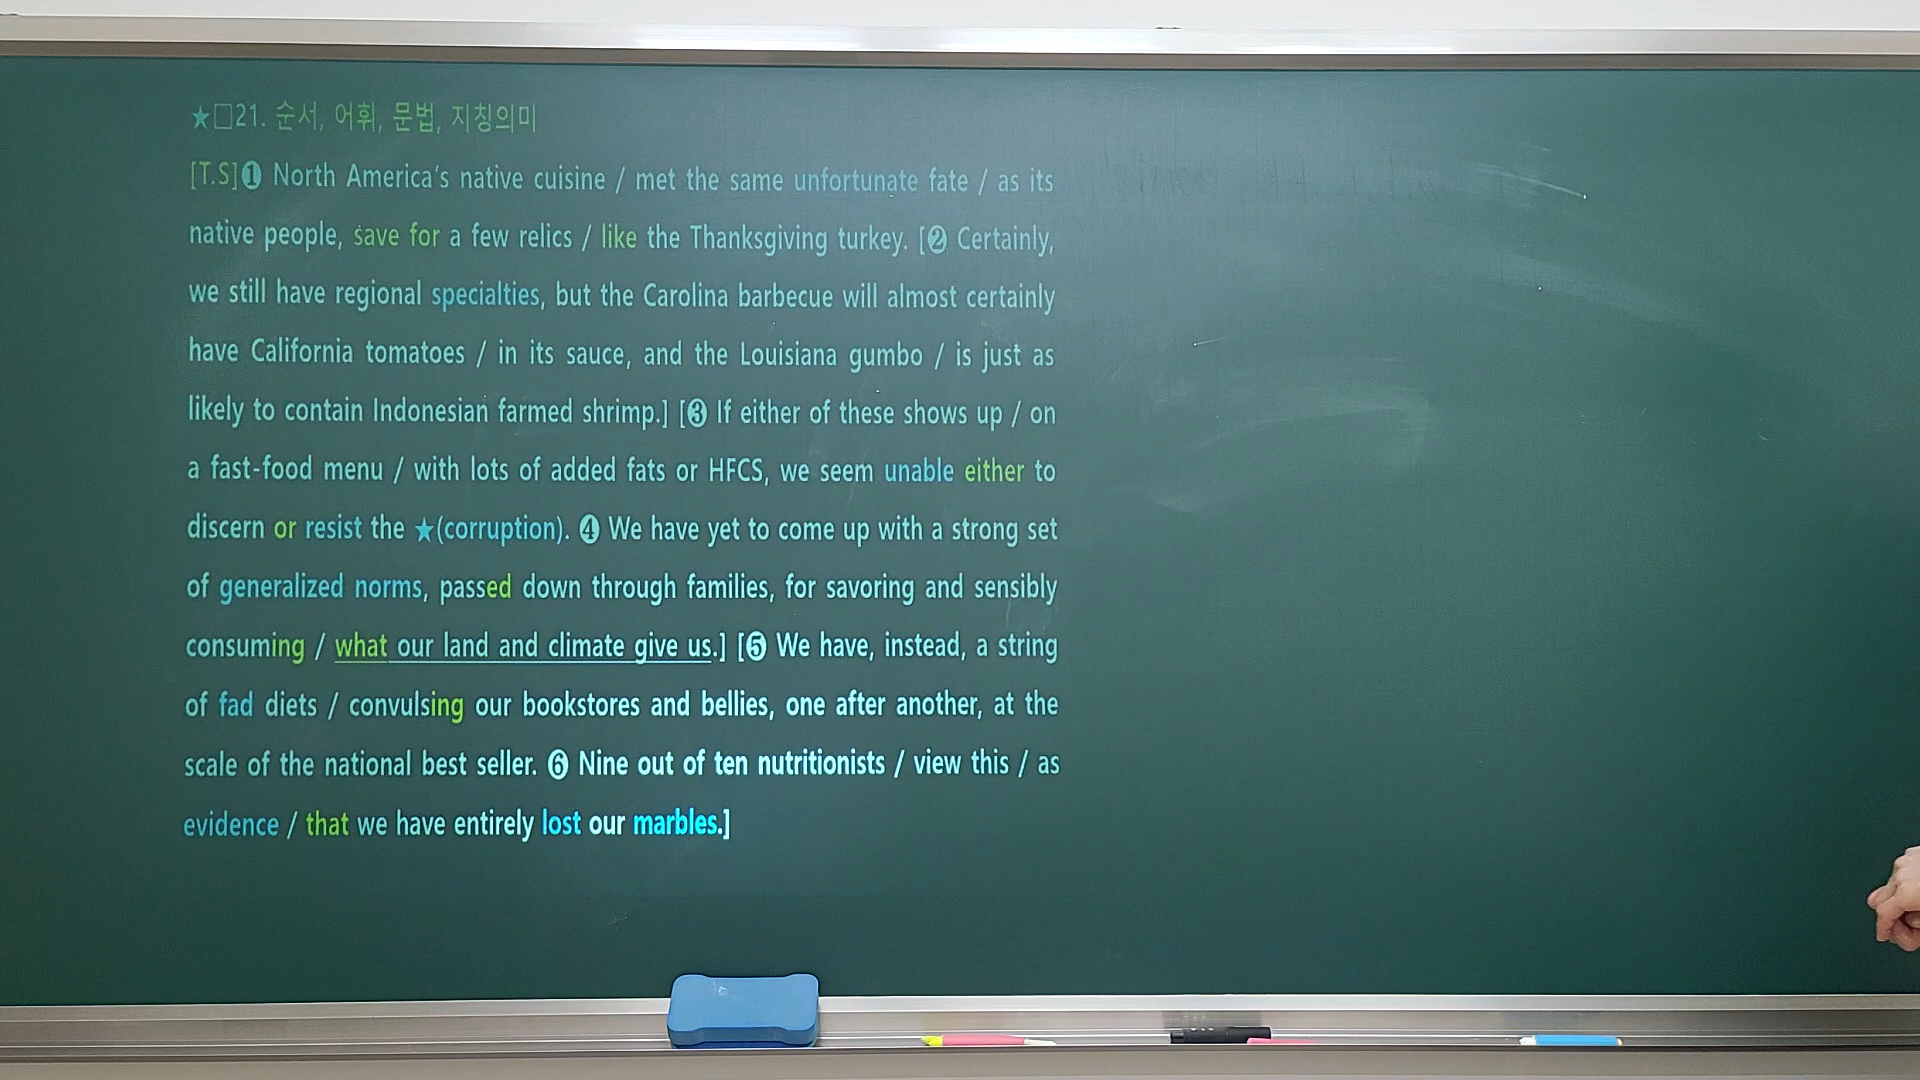 ★□21. 순서, 어휘, 문법, 지칭의미
[T.S]❶ North America's native cuisine / met the same unfortunate fate / as its
native people, save for a few relics / like the Thanksgiving turkey. [❷ Certainly,
we still have regional specialties, but the Carolina barbecue will almost certainly
have California tomatoes / in its sauce, and the Louisiana gumbo / is just as
likely to contain Indonesian farmed shrimp.] [❸ If either of these shows up / on
a fast-food menu / with lots of added fats or HFCS, we seem unable either to
discern or resist the ★(corruption). ❹ We have yet to come up with a strong set
of generalized norms, passed down through families, for savoring and sensibly
consuming / what our land and climate give us.] [❺ We have, instead, a string
of fad diets / convulsing our bookstores and bellies, one after another, at the
scale of the national best seller. ❻ Nine out of ten nutritionists / view this / as
evidence / that we have entirely lost our marbles.]